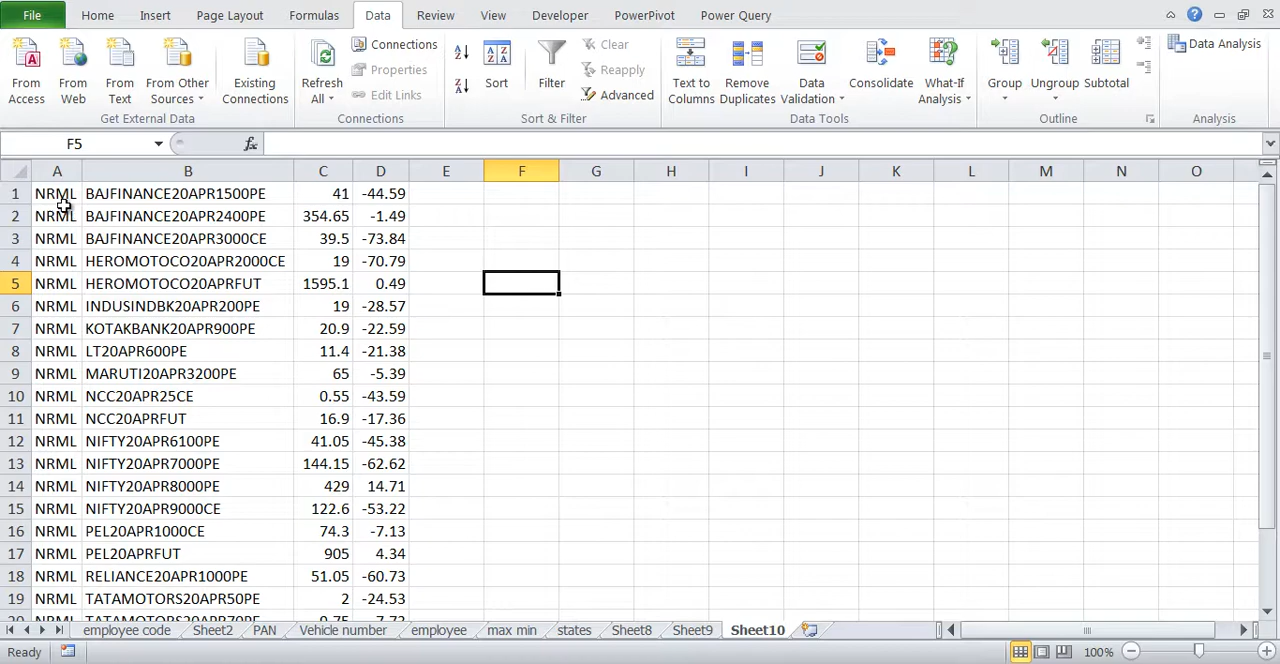 File Home Insert Page Layout Formulas Data Review View Developer PowerPivot Power Query
From Access From Web From Text From Other Sources Existing Connections Refresh All Connections Properties Edit Links Sort Filter Clear Reapply Advanced Text to Columns Remove Duplicates Data Validation Consolidate What-If Analysis Group Ungroup Subtotal Data Analysis
Get External Data Connections Sort & Filter Data Tools Outline Analysis
F5 fx
A B C D E F G H I J K L M N O
1 NRML BAJFINANCE20APR1500PE 41 -44.59
2 NRML BAJFINANCE20APR2400PE 354.65 -1.49
3 NRML BAJFINANCE20APR3000CE 39.5 -73.84
4 NRML HEROMOTOCO20APR2000CE 19 -70.79
5 NRML HEROMOTOCO20APRFUT 1595.1 0.49
6 NRML INDUSINDBK20APR200PE 19 -28.57
7 NRML KOTAKBANK20APR900PE 20.9 -22.59
8 NRML LT20APR600PE 11.4 -21.38
9 NRML MARUTI20APR3200PE 65 -5.39
10 NRML NCC20APR25CE 0.55 -43.59
11 NRML NCC20APRFUT 16.9 -17.36
12 NRML NIFTY20APR6100PE 41.05 -45.38
13 NRML NIFTY20APR7000PE 144.15 -62.62
14 NRML NIFTY20APR8000PE 429 14.71
15 NRML NIFTY20APR9000CE 122.6 -53.22
16 NRML PEL20APR1000CE 74.3 -7.13
17 NRML PEL20APRFUT 905 4.34
18 NRML RELIANCE20APR1000PE 51.05 -60.73
19 NRML TATAMOTORS20APR50PE 2 -24.53
employee code Sheet2 PAN Vehicle number employee max min states Sheet8 Sheet9 Sheet10
Ready 100%